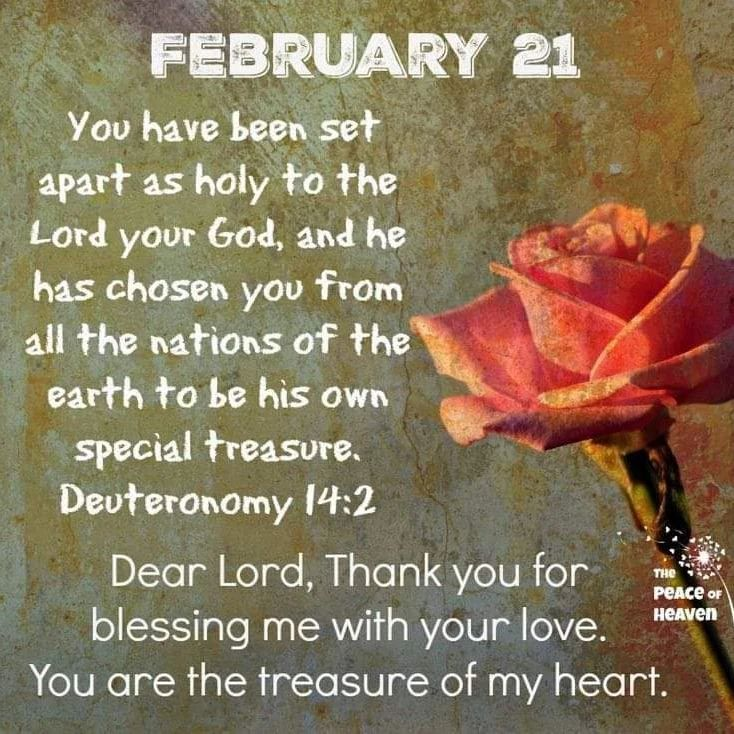 FEBRUARY 21
You have been set
apart as holy to the
Lord your God, and he
has chosen you from
all the nations of the
earth to be his own
special treasure.
Deuteronomy 14:2
Dear Lord, Thank you for
blessing me with your love.
You are the treasure of my heart.
THE
PEACE OF
HEAVEN